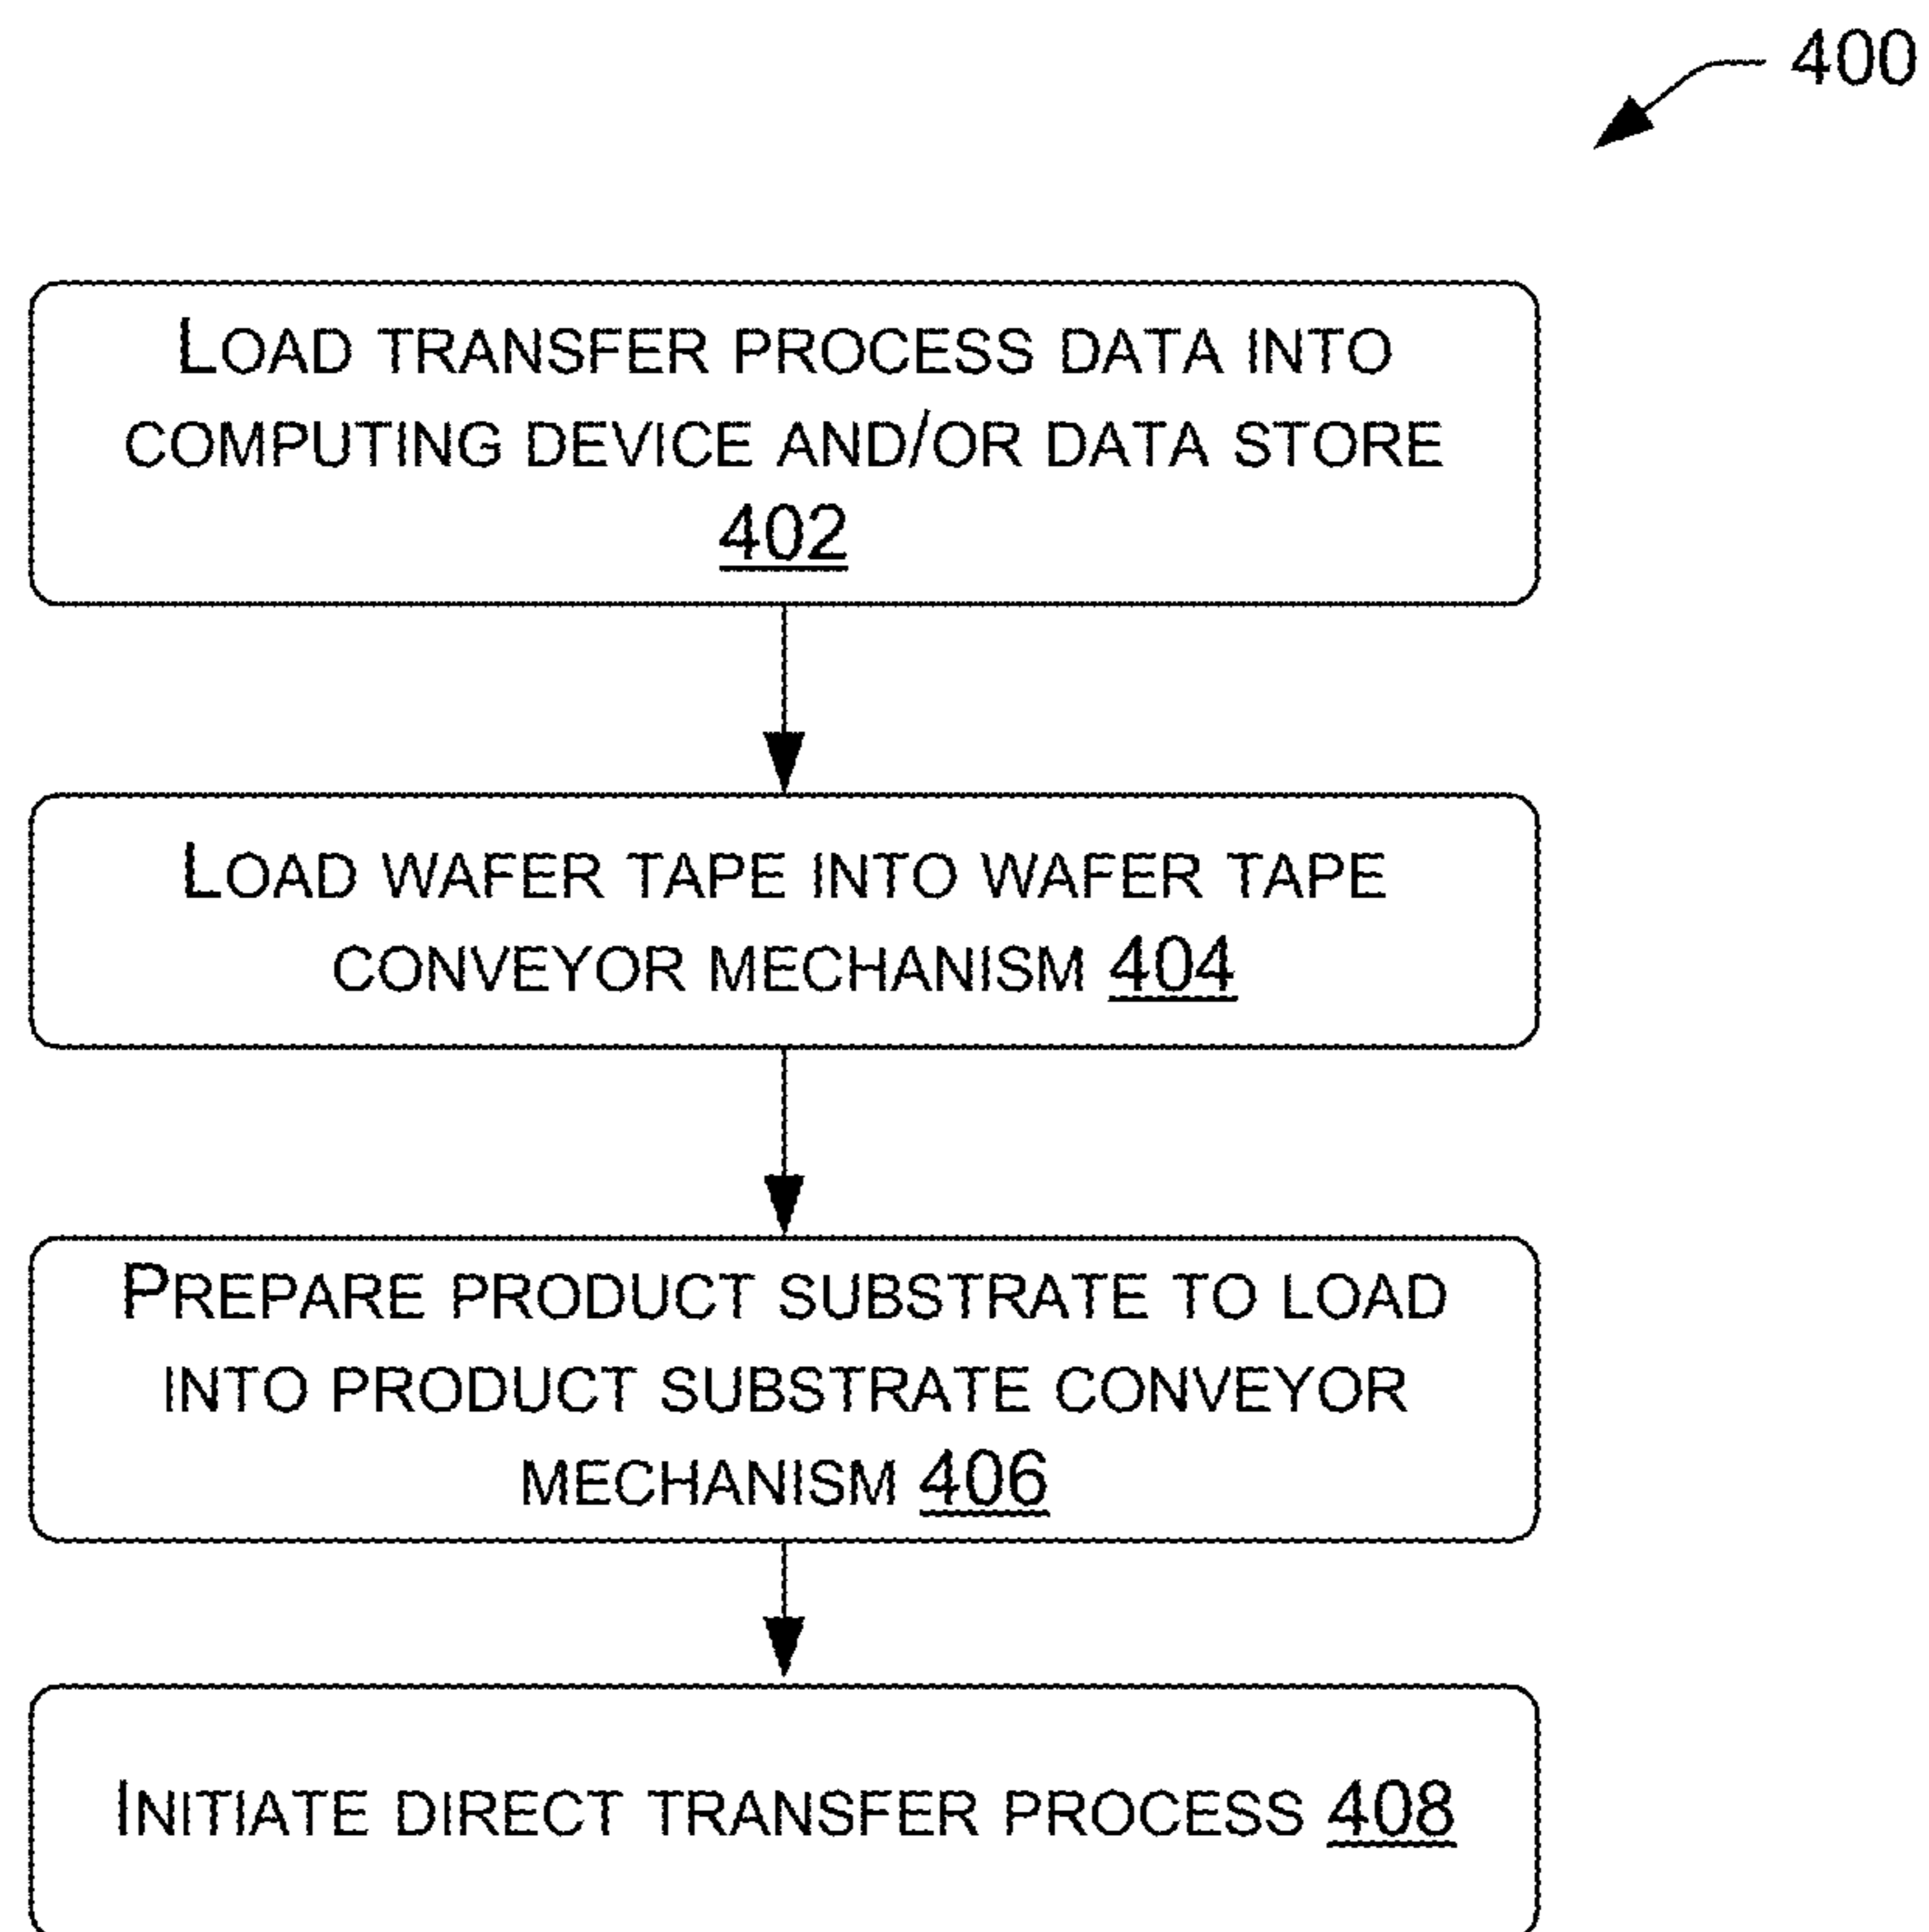 400
LOAD TRANSFER PROCESS DATA INTO
COMPUTING DEVICE AND/OR DATA STORE
402
LOAD WAFER TAPE INTO WAFER TAPE
CONVEYOR MECHANISM 404
PREPARE PRODUCT SUBSTRATE TO LOAD
INTO PRODUCT SUBSTRATE CONVEYOR
MECHANISM 406
INITIATE DIRECT TRANSFER PROCESS 408